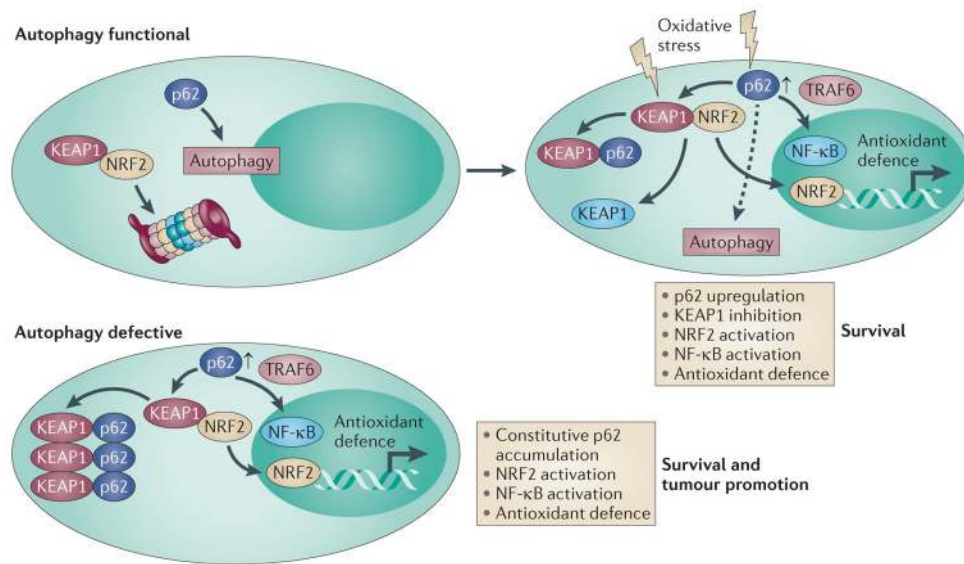 Autophagy functional
p62
KEAP1
NRF2
Autophagy
Oxidative
stress
p62 ↑
TRAF6
KEAP1
NRF2
KEAP1
p62
NF-κB
Antioxidant
defence
NRF2
KEAP1
Autophagy
• p62 upregulation
• KEAP1 inhibition
• NRF2 activation
• NF-κB activation
• Antioxidant defence
Survival
Autophagy defective
p62 ↑
TRAF6
KEAP1
NRF2
KEAP1
p62
KEAP1
p62
KEAP1
p62
NF-κB
Antioxidant
defence
NRF2
• Constitutive p62
accumulation
• NRF2 activation
• NF-κB activation
• Antioxidant defence
Survival and
tumour promotion